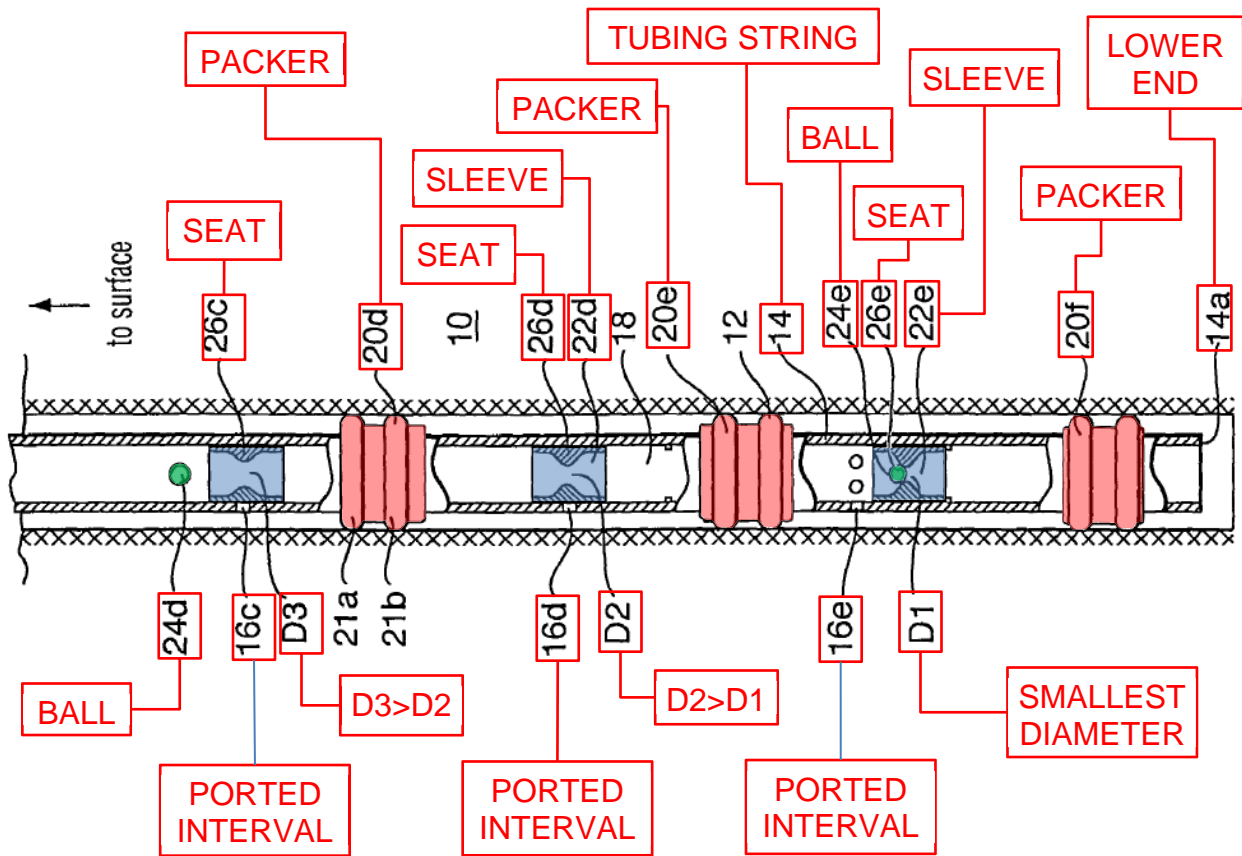 TUBING STRING
LOWER
END
PACKER
SLEEVE
PACKER
BALL
SLEEVE
PACKER
SEAT
SEAT
SEAT
to surface
26c
20d
10
26d
22d
18
20e
12
14
24e
26e
22e
20f
14a
24d
16c
D3
21a
21b
16d
D2
16e
D1
BALL
D3>D2
D2>D1
SMALLEST
DIAMETER
PORTED
INTERVAL
PORTED
INTERVAL
PORTED
INTERVAL